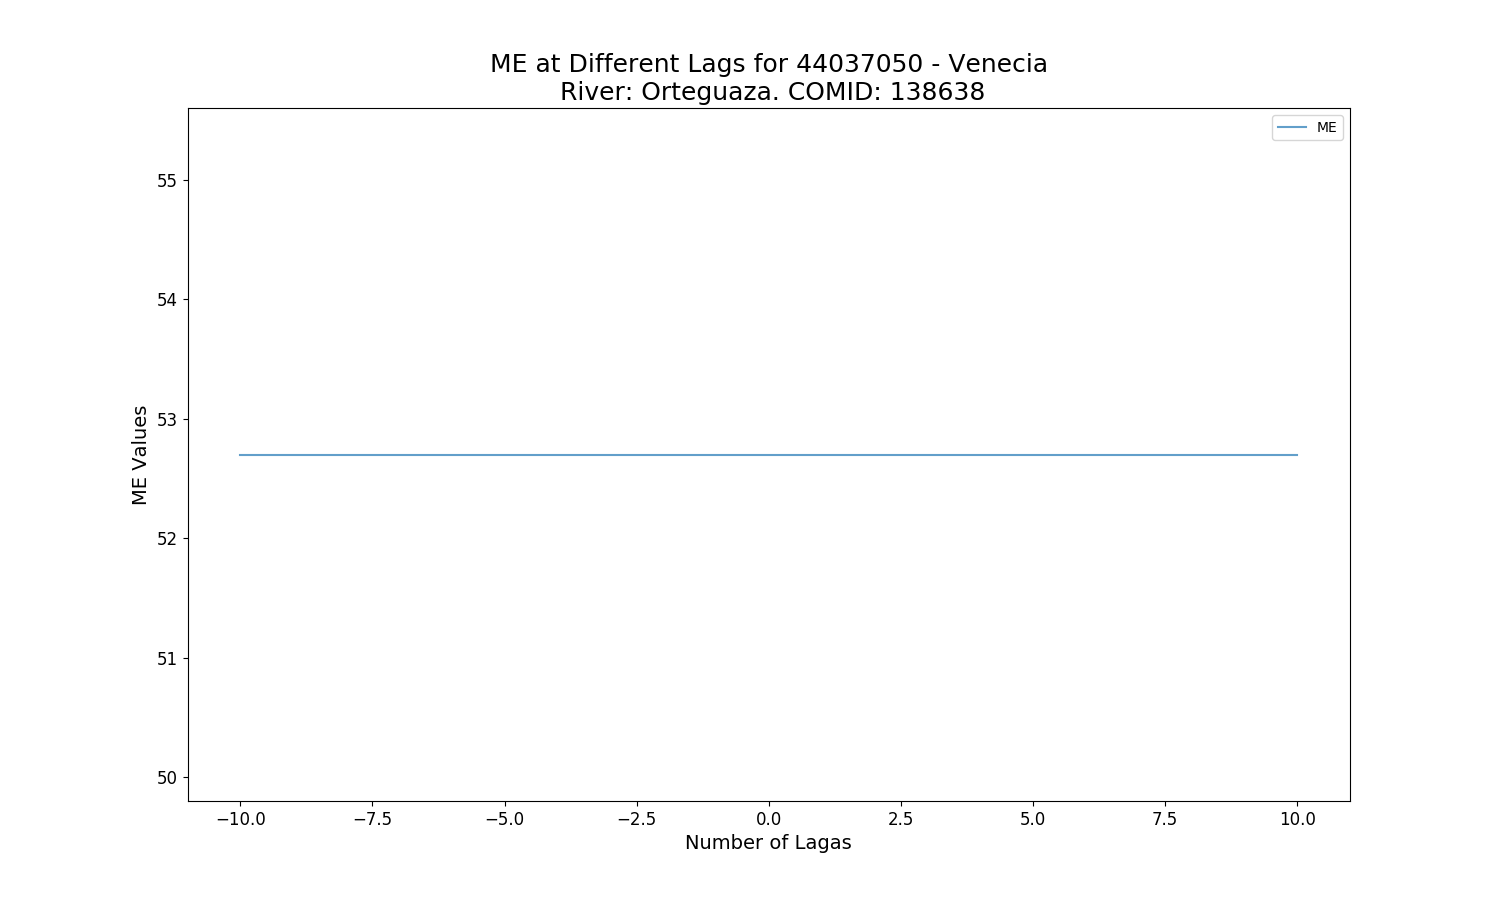 ME at Different Lags for 44037050 - Venecia
River: Orteguaza. COMID: 138638
ME
55
54
53
52
51
50
ME Values
−10.0 −7.5 −5.0 −2.5 0.0 2.5 5.0 7.5 10.0
Number of Lagas